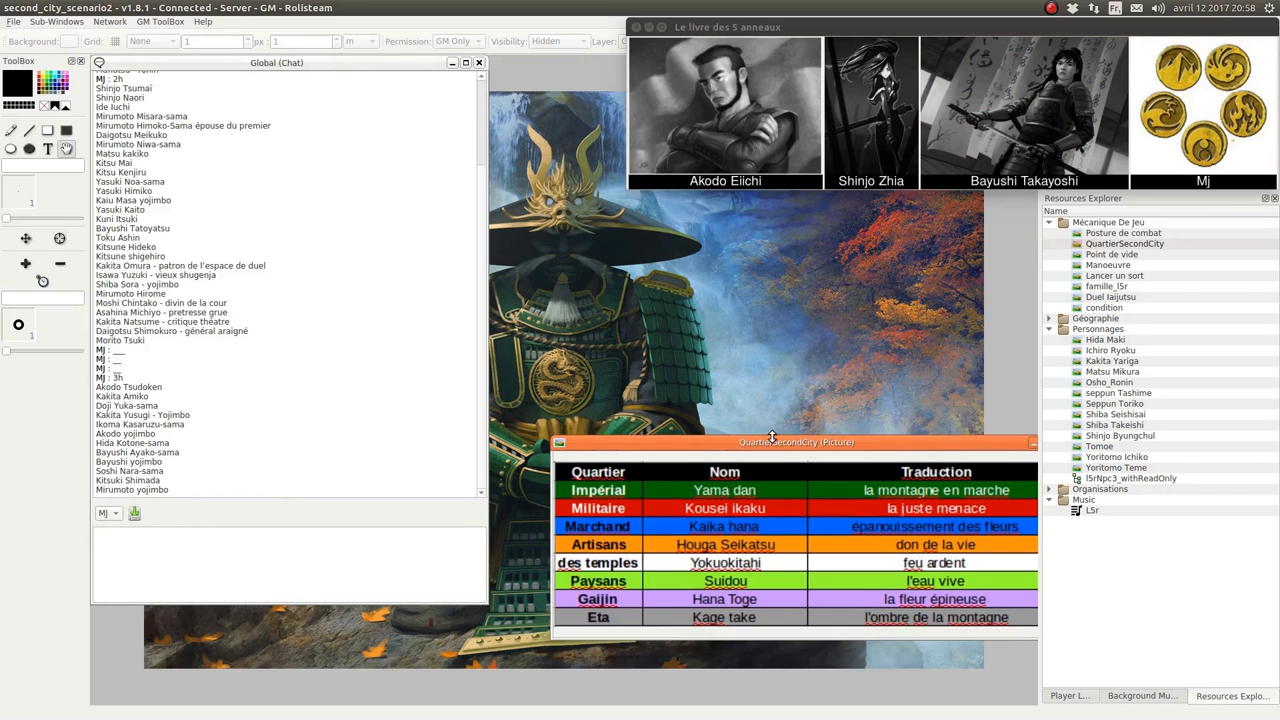 second_city_scenario2 - v1.8.1 - Connected - Server - GM - Rolisteam
Fr
avril 12 2017 20:58
File Sub-Windows Network GM ToolBox Help
Background: Grid: None 1 px : 1 m Permission: GM Only Visibility: Hidden Layer:
Le livre des 5 anneaux
Akodo Eiichi
Shinjo Zhia
Bayushi Takayoshi
Mj
ToolBox
1
1
Global (Chat)
MJ : 2h
Shinjo Tsumai
Shinjo Naori
Ide Iuchi
Mirumoto Misara-sama
Mirumoto Himoko-Sama épouse du premier
Daigotsu Meikuko
Mirumoto Niwa-sama
Matsu kakiko
Kitsu Mai
Kitsu Kenjiru
Yasuki Noa-sama
Yasuki Himiko
Kaiu Masa yojimbo
Yasuki Kaito
Kuni Itsuki
Bayushi Tatoyatsu
Toku Ashin
Kitsune Hideko
Kitsune shigehiro
Kakita Omura - patron de l'espace de duel
Isawa Yuzuki - vieux shugenja
Shiba Sora - yojimbo
Mirumoto Hirome
Moshi Chintako - divin de la cour
Asahina Michiyo - pretresse grue
Kakita Natsume - critique théatre
Daigotsu Shimokuro - général araigné
Morito Tsuki
MJ : ___
MJ : __
MJ : __
MJ : 3h
Akodo Tsudoken
Kakita Amiko
Doji Yuka-sama
Kakita Yusugi - Yojimbo
Ikoma Kasaruzu-sama
Akodo yojimbo
Hida Kotone-sama
Bayushi Ayako-sama
Bayushi yojimbo
Soshi Nara-sama
Kitsuki Shimada
Mirumoto yojimbo
MJ
QuartierSecondCity (Picture)
Quartier Nom Traduction
Impérial Yama dan la montagne en marche
Militaire Kousei ikaku la juste menace
Marchand Kaika hana épanouissement des fleurs
Artisans Houga Seikatsu don de la vie
des temples Yokuokitahi feu ardent
Paysans Suidou l'eau vive
Gaijin Hana Toge la fleur épineuse
Eta Kage take l'ombre de la montagne
Resources Explorer
Name
Mécanique De Jeu
Posture de combat
QuartierSecondCity
Point de vide
Manoeuvre
Lancer un sort
famille_l5r
Duel Iaijutsu
condition
Géographie
Personnages
Hida Maki
Ichiro Ryoku
Kakita Yariga
Matsu Mikura
Osho_Ronin
seppun Tashime
Seppun Toriko
Shiba Seishisai
Shiba Takeishi
Shinjo Byungchul
Tomoe
Yoritomo Ichiko
Yoritomo Teme
l5rNpc3_withReadOnly
Organisations
Music
L5r
Player L... Background Mu... Resources Explo...